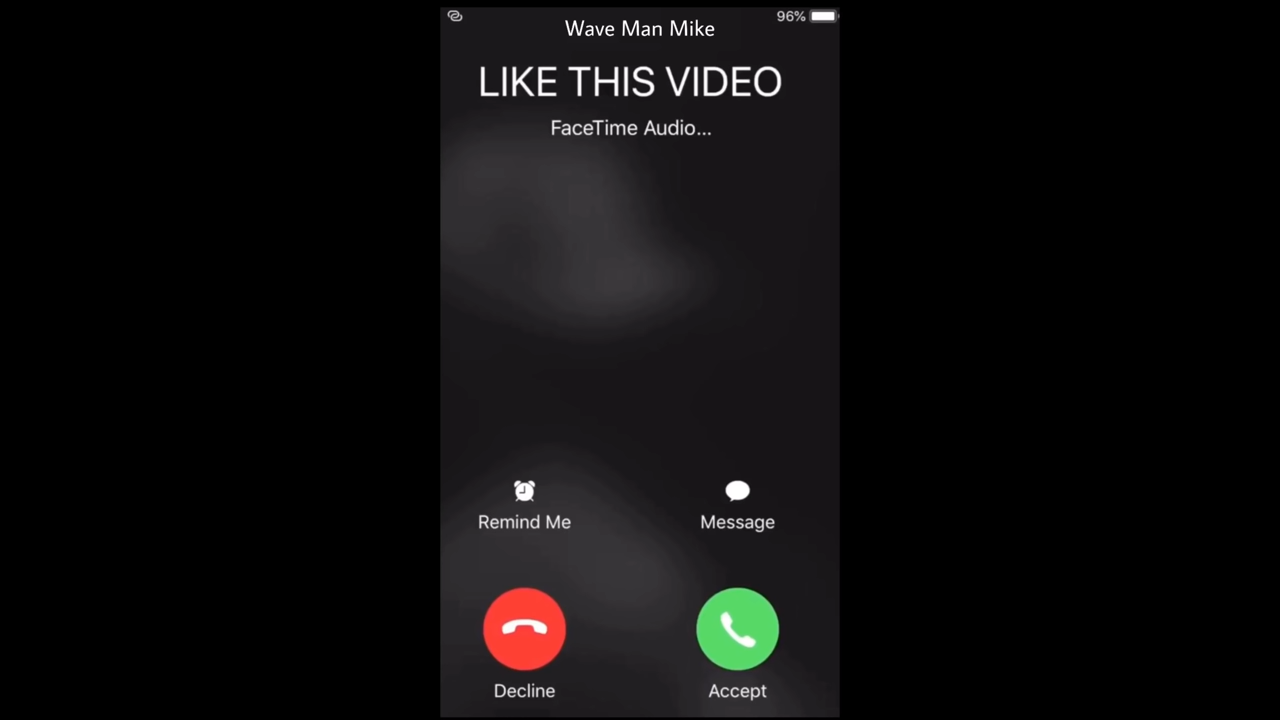 96%
Wave Man Mike
LIKE THIS VIDEO
FaceTime Audio...
Remind Me
Message
Decline
Accept